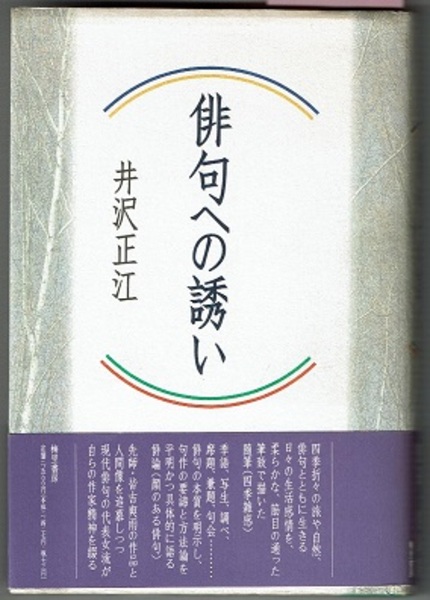 俳句への誘い
井沢正江
四季折々の旅や自然、
俳句とともに生きる
日々の生活感情を、
柔らかな、筋目の通った
筆致で描いた
随筆(四季雑感)
季語、写生、調べ、
席題、兼題、句会………
俳句の本質を明示し、
句作の要諦と方法論を
平明かつ具体的に語る
俳論(顔のある俳句)
先師・皆吉爽雨の作品と
人間像を追慕しつつ
現代俳句の代表女流が
自らの作家精神を綴る